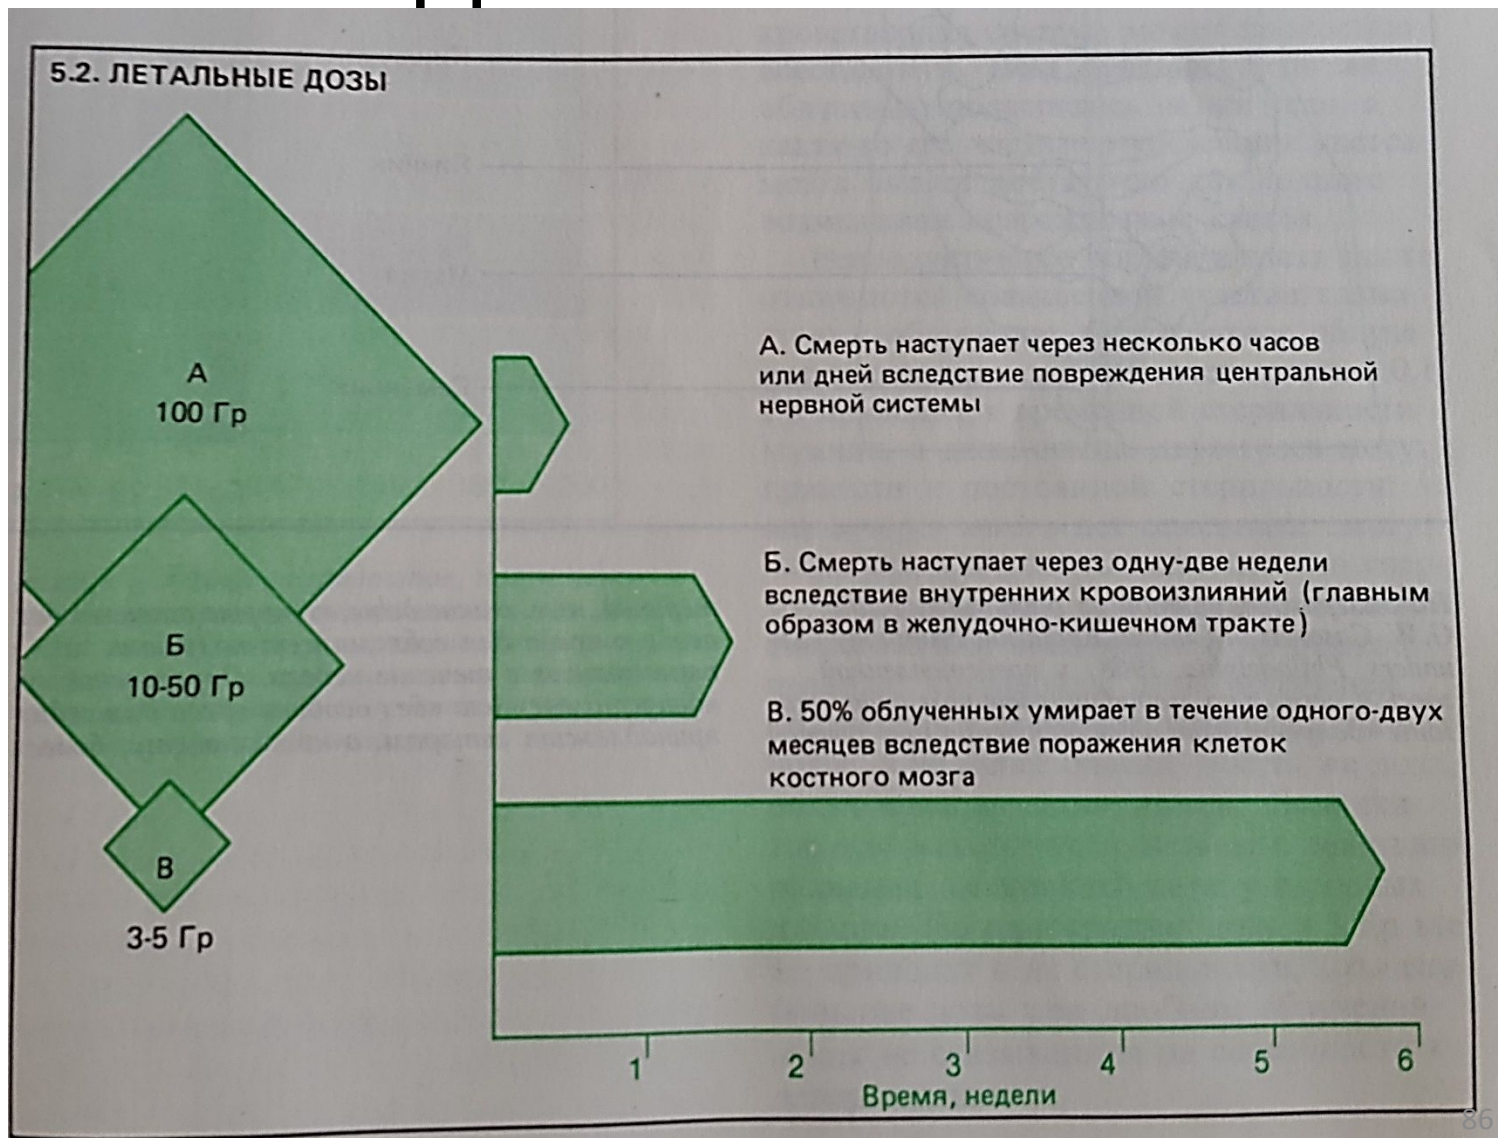 5.2. ЛЕТАЛЬНЫЕ ДОЗЫ
А
100 Гр
А. Смерть наступает через несколько часов
или дней вследствие повреждения центральной
нервной системы
Б
10-50 Гр
Б. Смерть наступает через одну-две недели
вследствие внутренних кровоизлияний (главным
образом в желудочно-кишечном тракте)
В
3-5 Гр
В. 50% облученных умирает в течение одного-двух
месяцев вследствие поражения клеток
костного мозга
1 2 3 4 5 6
Время, недели
86